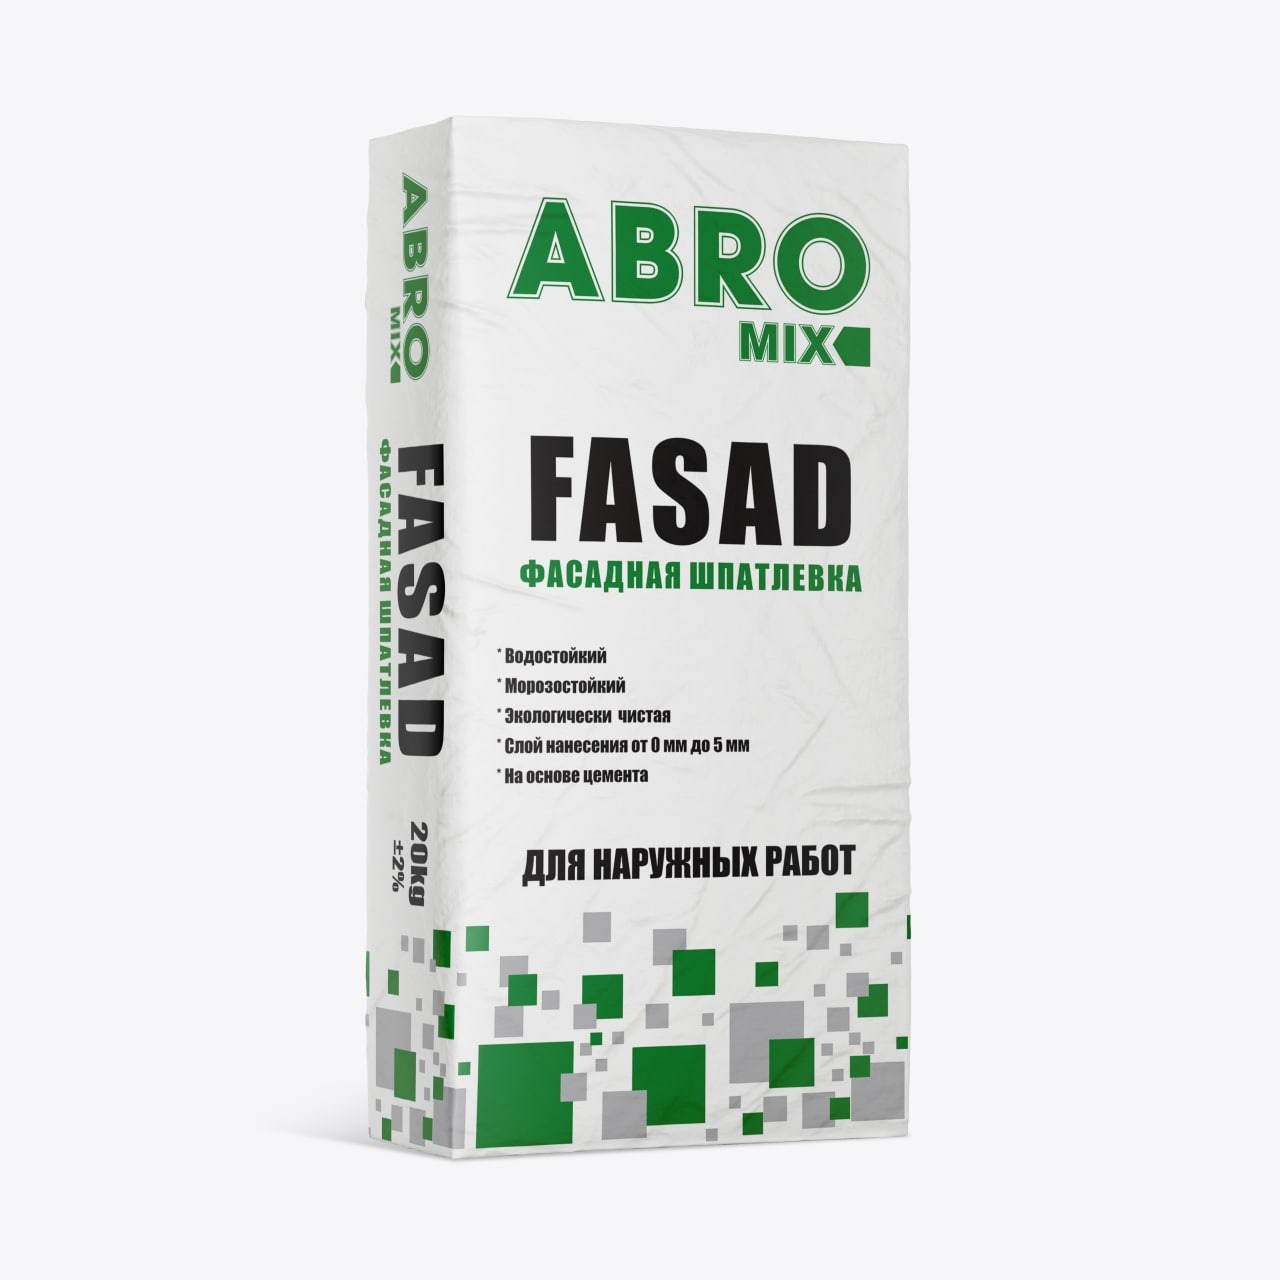 ABRO
MIX
FASAD
ФАСАДНАЯ ШПАТЛЕВКА
* Водостойкий
* Морозостойкий
* Экологически чистая
* Слой нанесения от 0 мм до 5 мм
* На основе цемента
ДЛЯ НАРУЖНЫХ РАБОТ
ABRO
MIX
FASAD
ФАСАДНАЯ ШПАТЛЕВКА
20kg
±2%